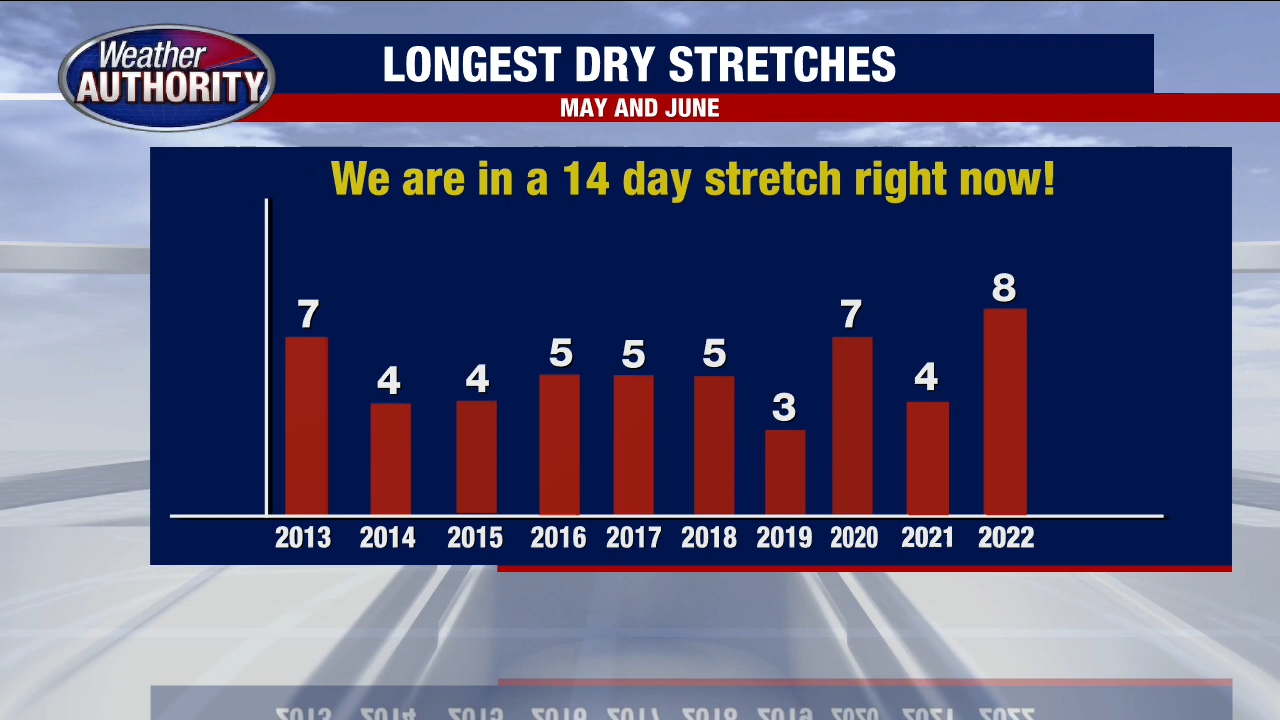 Weather
AUTHORITY
LONGEST DRY STRETCHES
MAY AND JUNE
We are in a 14 day stretch right now!
7 4 4 5 5 5 3 7 4 8
2013 2014 2015 2016 2017 2018 2019 2020 2021 2022